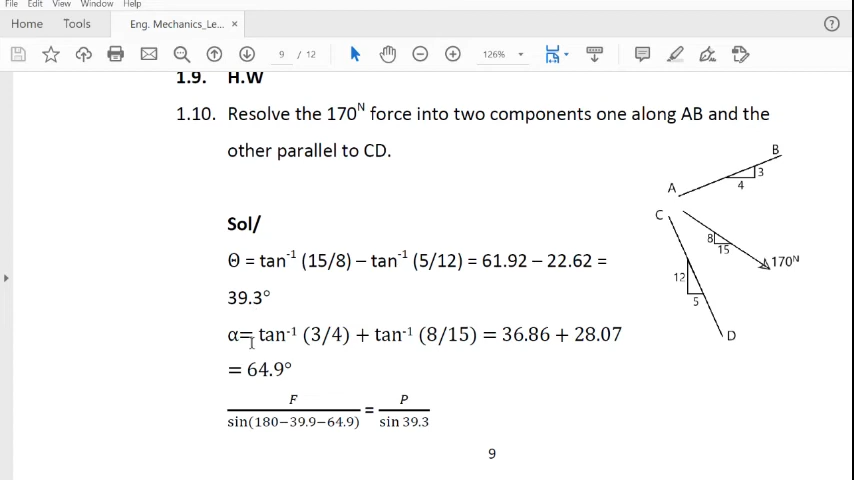 File Edit View Window Help
Home Tools Eng. Mechanics_Le... ×
9 / 12 126%
1.9. H.W
1.10. Resolve the 170ᴺ force into two components one along AB and the
other parallel to CD.
B
3
4
A
C
8
15
170ᴺ
12
5
D
Sol/
Θ = tan⁻¹ (15/8) – tan⁻¹ (5/12) = 61.92 – 22.62 =
39.3°
α= tan⁻¹ (3/4) + tan⁻¹ (8/15) = 36.86 + 28.07
= 64.9°
F/sin(180−39.9−64.9) = P/sin 39.3
9